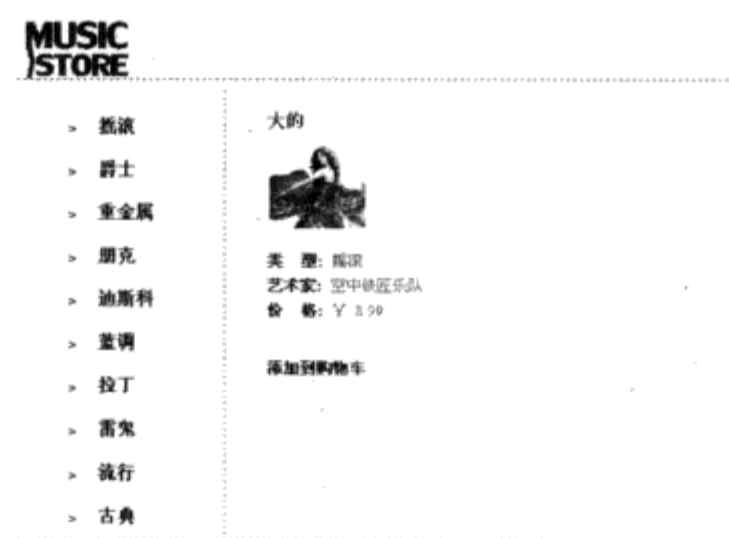 MUSIC
STORE
> 摇滚
> 爵士
> 重金属
> 朋克
> 迪斯科
> 蓝调
> 拉丁
> 雷鬼
> 流行
> 古典
大的
类 型: 摇滚
艺术家: 空中铁匠乐队
价 格: ¥ 8.99
添加到购物车